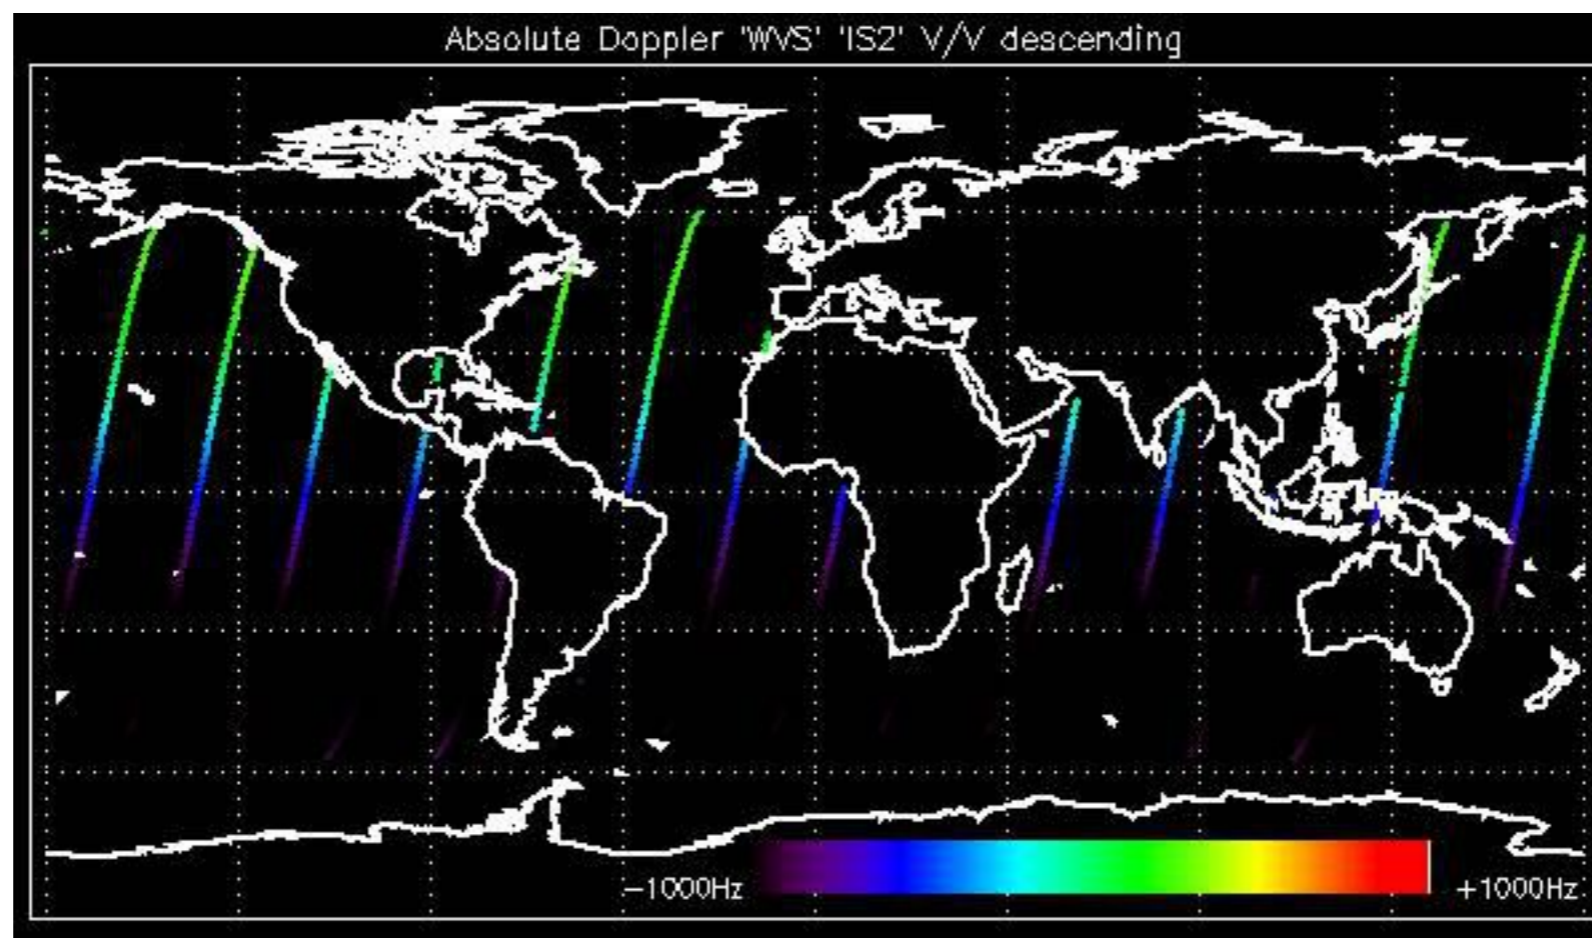 Absolute Doppler 'WVS' 'IS2' V/V descending
−1000Hz
+1000Hz